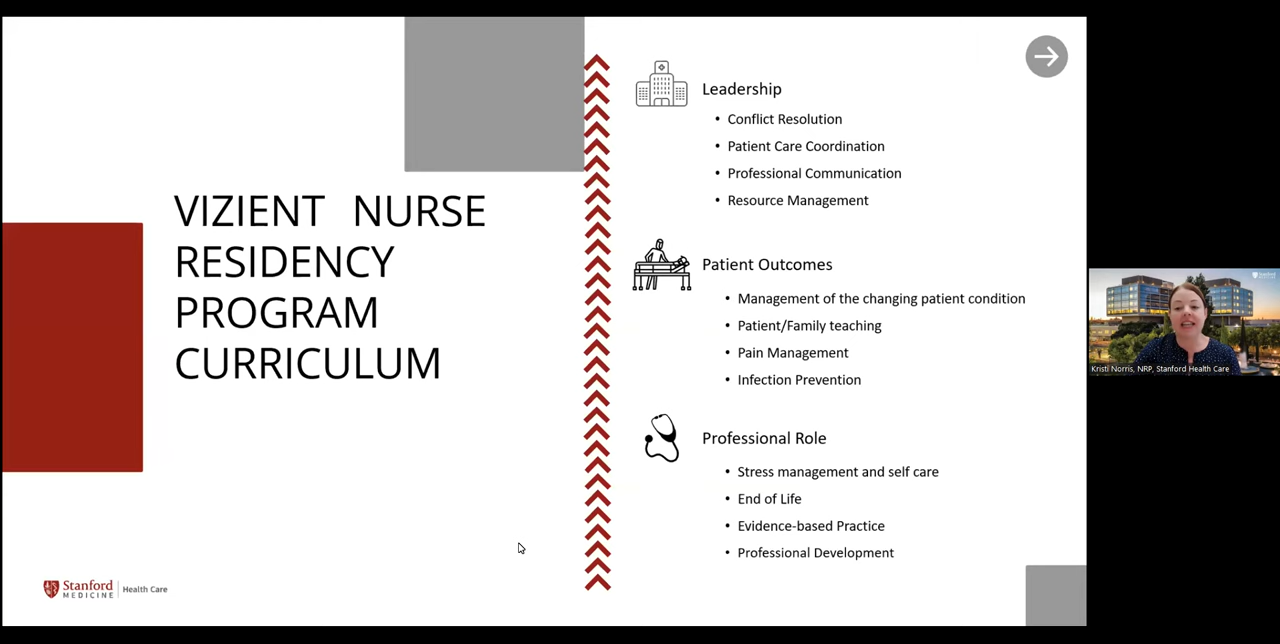 VIZIENT NURSE
RESIDENCY
PROGRAM
CURRICULUM
Leadership
• Conflict Resolution
• Patient Care Coordination
• Professional Communication
• Resource Management
Patient Outcomes
• Management of the changing patient condition
• Patient/Family teaching
• Pain Management
• Infection Prevention
Professional Role
• Stress management and self care
• End of Life
• Evidence-based Practice
• Professional Development
Stanford
MEDICINE
Health Care
Stanford
Kristi Norris, NRP, Stanford Health Care